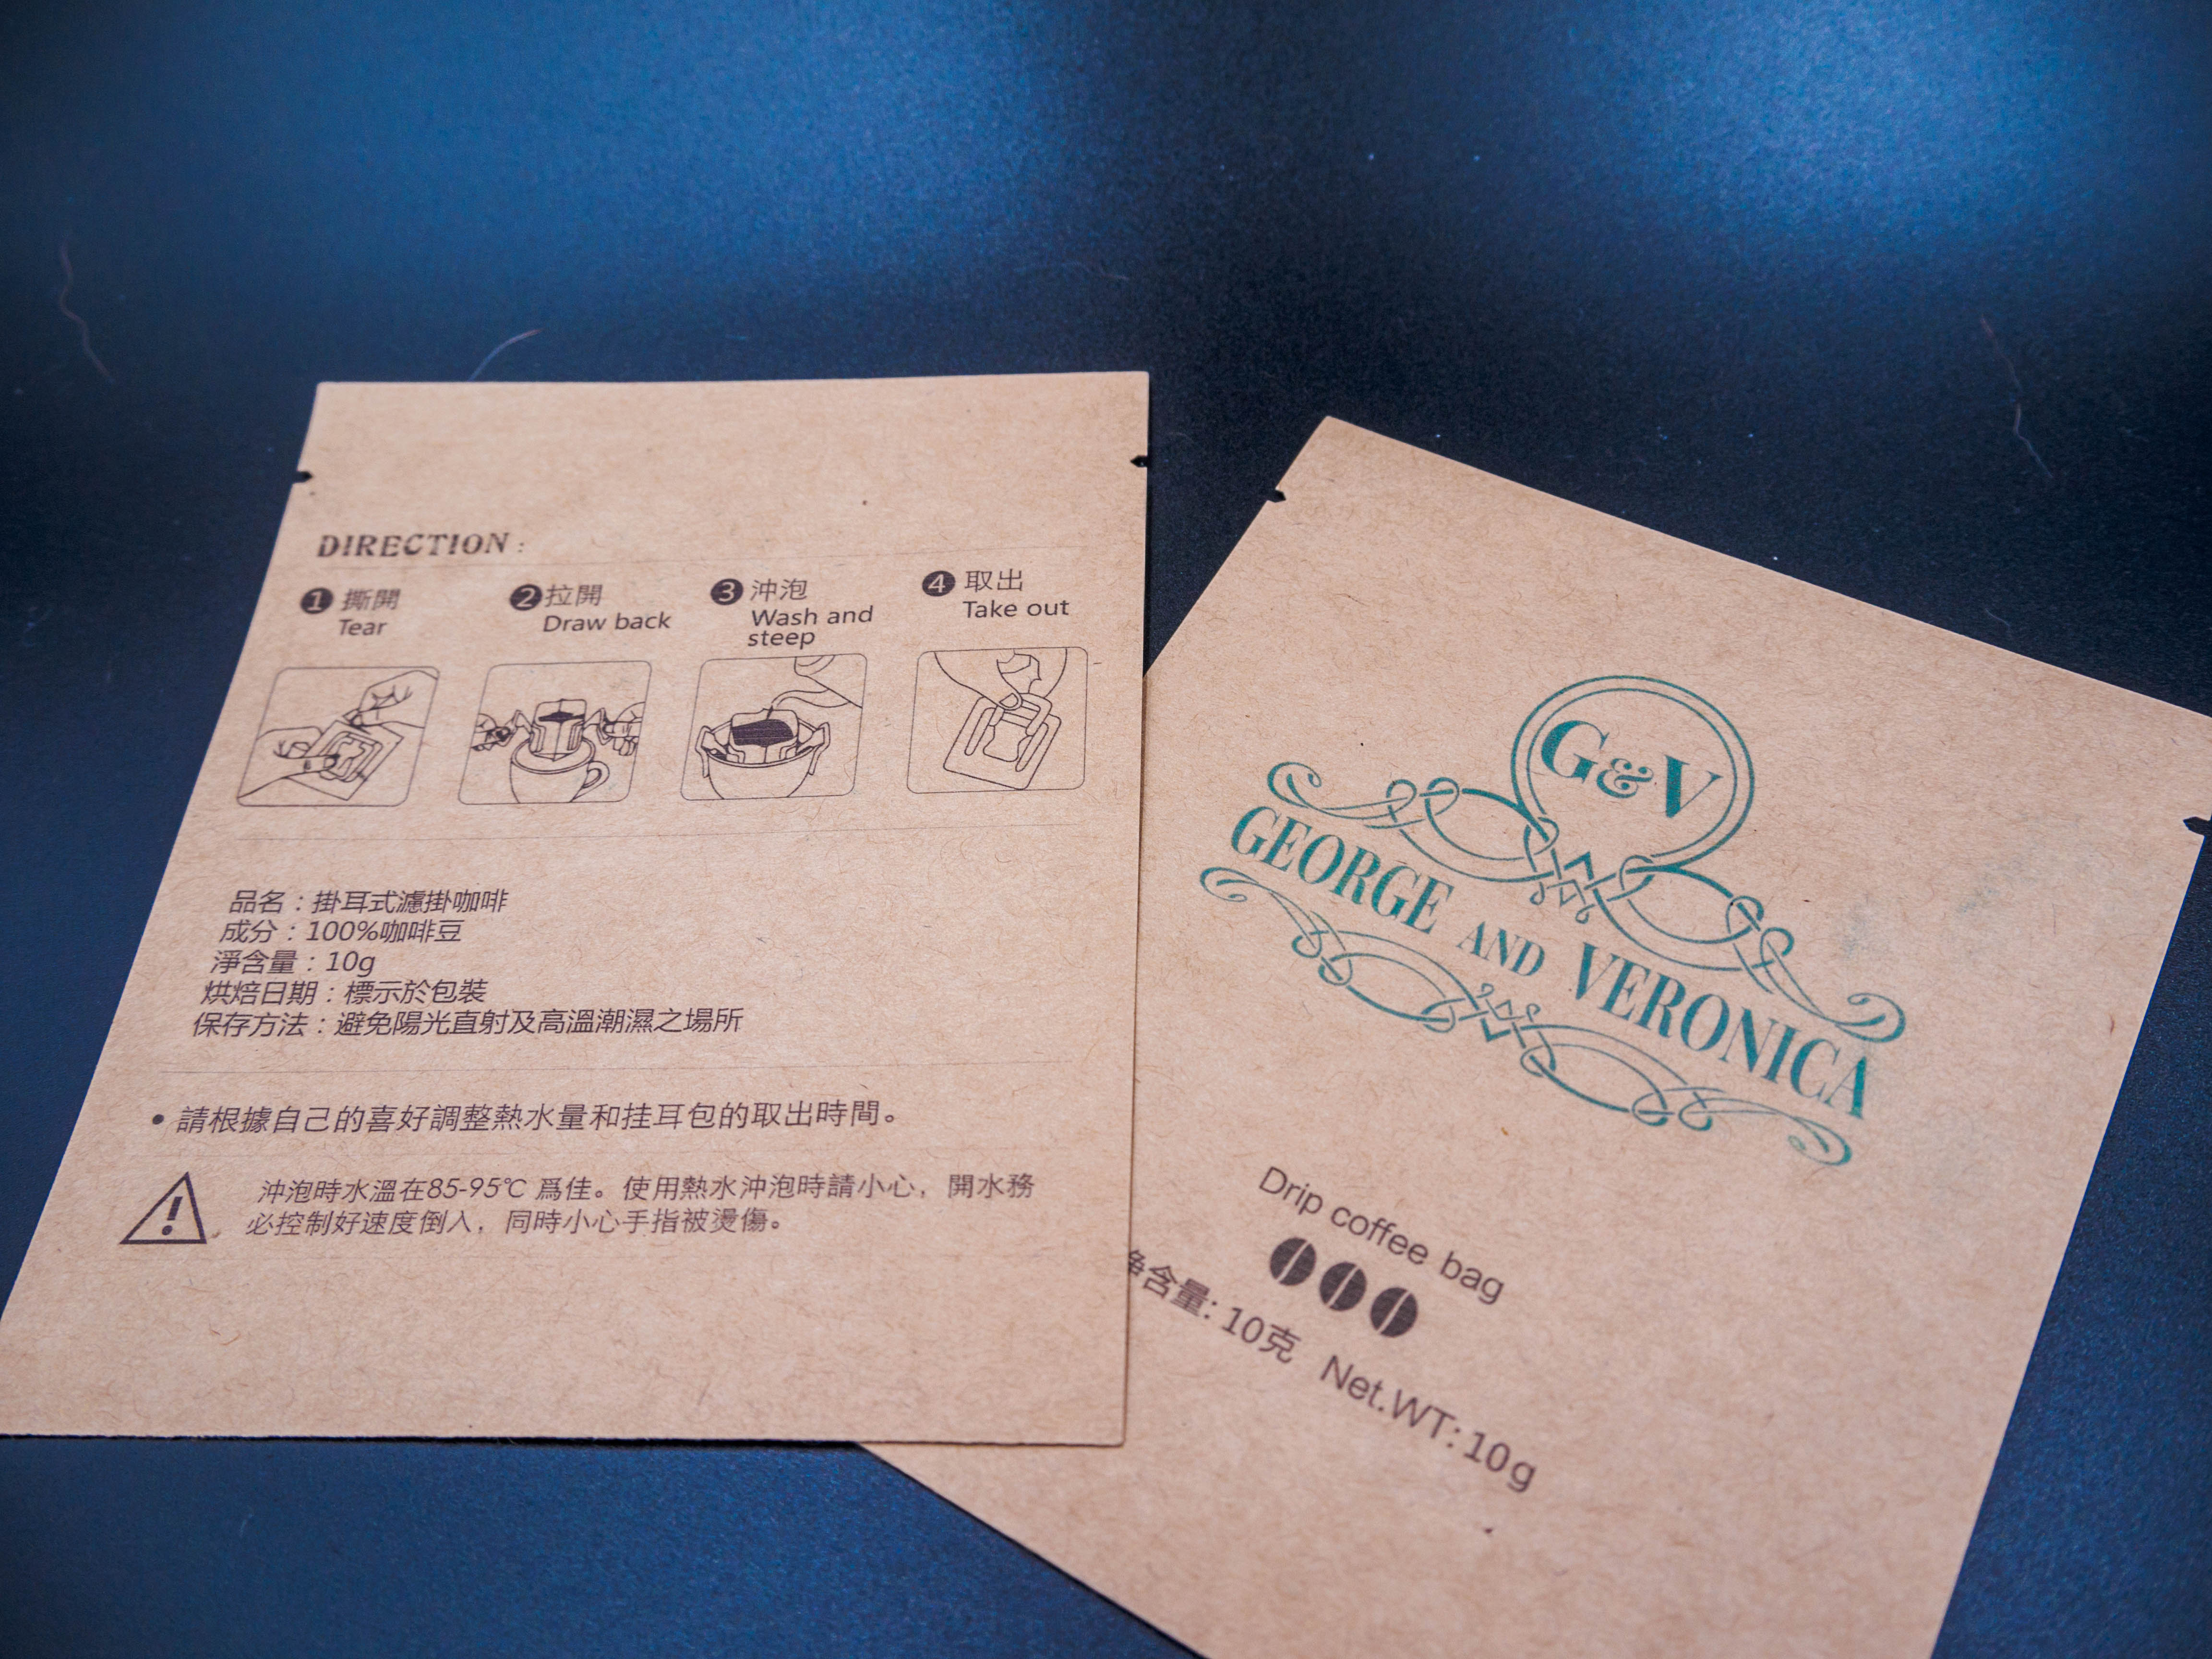 DIRECTION:
1 撕開
Tear
2 拉開
Draw back
3 沖泡
Wash and
steep
4 取出
Take out
品名：掛耳式濾掛咖啡
成分：100%咖啡豆
淨含量：10g
烘焙日期：標示於包裝
保存方法：避免陽光直射及高溫潮濕之場所
• 請根據自己的喜好調整熱水量和挂耳包的取出時間。
沖泡時水溫在85-95℃ 爲佳。使用熱水沖泡時請小心，開水務
必控制好速度倒入，同時小心手指被燙傷。
G&V
GEORGE AND VERONICA
Drip coffee bag
含量: 10克 Net.WT: 10g